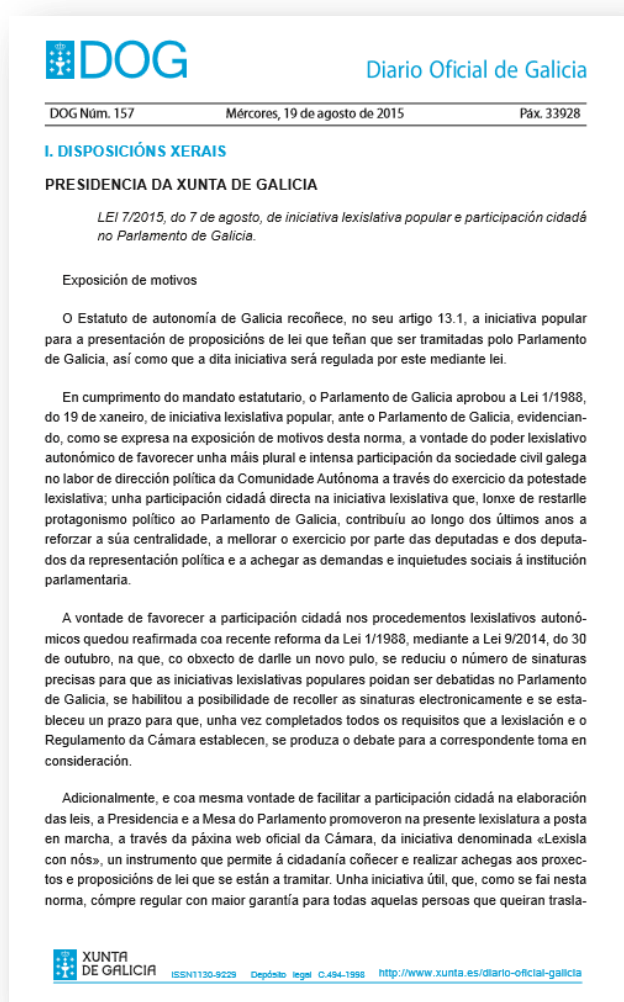 DOG
Diario Oficial de Galicia
DOG Núm. 157 Mércores, 19 de agosto de 2015 Páx. 33928
I. DISPOSICIÓNS XERAIS
PRESIDENCIA DA XUNTA DE GALICIA
LEI 7/2015, do 7 de agosto, de iniciativa lexislativa popular e participación cidadá
no Parlamento de Galicia.
Exposición de motivos
O Estatuto de autonomía de Galicia recoñece, no seu artigo 13.1, a iniciativa popular
para a presentación de proposicións de lei que teñan que ser tramitadas polo Parlamento
de Galicia, así como que a dita iniciativa será regulada por este mediante lei.
En cumprimento do mandato estatutario, o Parlamento de Galicia aprobou a Lei 1/1988,
do 19 de xaneiro, de iniciativa lexislativa popular, ante o Parlamento de Galicia, evidencian-
do, como se expresa na exposición de motivos desta norma, a vontade do poder lexislativo
autonómico de favorecer unha máis plural e intensa participación da sociedade civil galega
no labor de dirección política da Comunidade Autónoma a través do exercicio da potestade
lexislativa; unha participación cidadá directa na iniciativa lexislativa que, lonxe de restarlle
protagonismo político ao Parlamento de Galicia, contribuíu ao longo dos últimos anos a
reforzar a súa centralidade, a mellorar o exercicio por parte das deputadas e dos deputa-
dos da representación política e a achegar as demandas e inquietudes sociais á institución
parlamentaria.
A vontade de favorecer a participación cidadá nos procedementos lexislativos autonó-
micos quedou reafirmada coa recente reforma da Lei 1/1988, mediante a Lei 9/2014, do 30
de outubro, na que, co obxecto de darlle un novo pulo, se reduciu o número de sinaturas
precisas para que as iniciativas lexislativas populares poidan ser debatidas no Parlamento
de Galicia, se habilitou a posibilidade de recoller as sinaturas electronicamente e se esta-
bleceu un prazo para que, unha vez completados todos os requisitos que a lexislación e o
Regulamento da Cámara establecen, se produza o debate para a correspondente toma en
consideración.
Adicionalmente, e coa mesma vontade de facilitar a participación cidadá na elaboración
das leis, a Presidencia e a Mesa do Parlamento promoveron na presente lexislatura a posta
en marcha, a través da páxina web oficial da Cámara, da iniciativa denominada «Lexisla
con nós», un instrumento que permite á cidadanía coñecer e realizar achegas aos proxec-
tos e proposicións de lei que se están a tramitar. Unha iniciativa útil, que, como se fai nesta
norma, cómpre regular con maior garantía para todas aquelas persoas que queiran trasla-
XUNTA
DE GALICIA
ISSN1130-9229 Depósito legal C.494-1998 http://www.xunta.es/diario-oficial-galicia